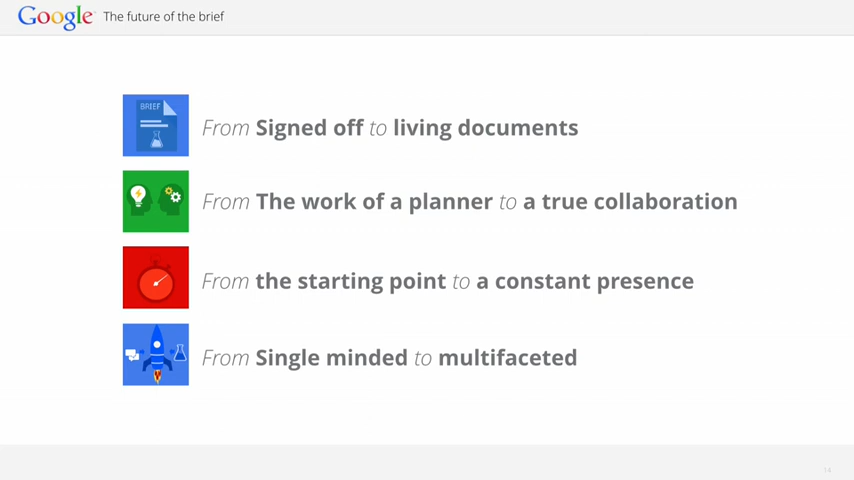 Google The future of the brief
BRIEF
From Signed off to living documents
From The work of a planner to a true collaboration
From the starting point to a constant presence
From Single minded to multifaceted
14